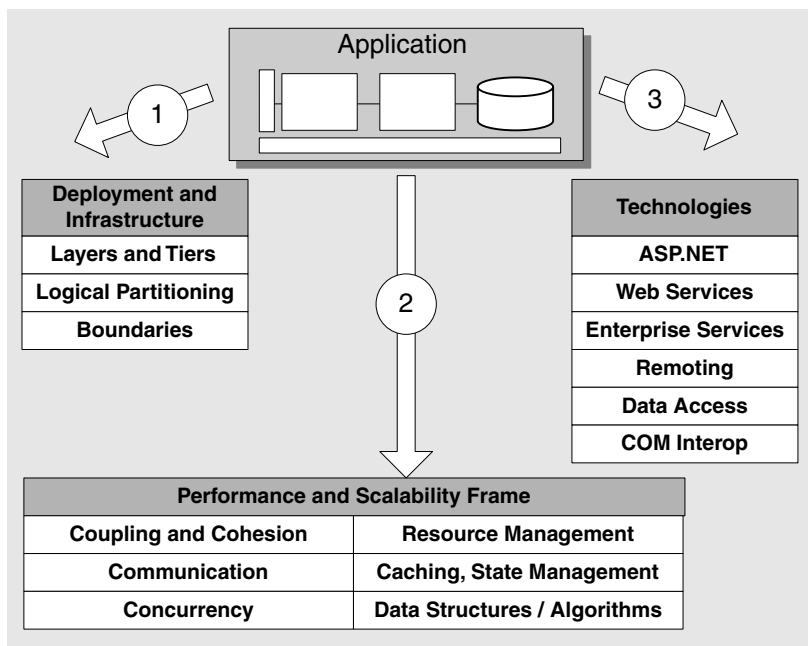 Application
1
3
Deployment and
Infrastructure
Layers and Tiers
Logical Partitioning
Boundaries
2
Technologies
ASP.NET
Web Services
Enterprise Services
Remoting
Data Access
COM Interop
Performance and Scalability Frame
Coupling and Cohesion
Resource Management
Communication
Caching, State Management
Concurrency
Data Structures / Algorithms